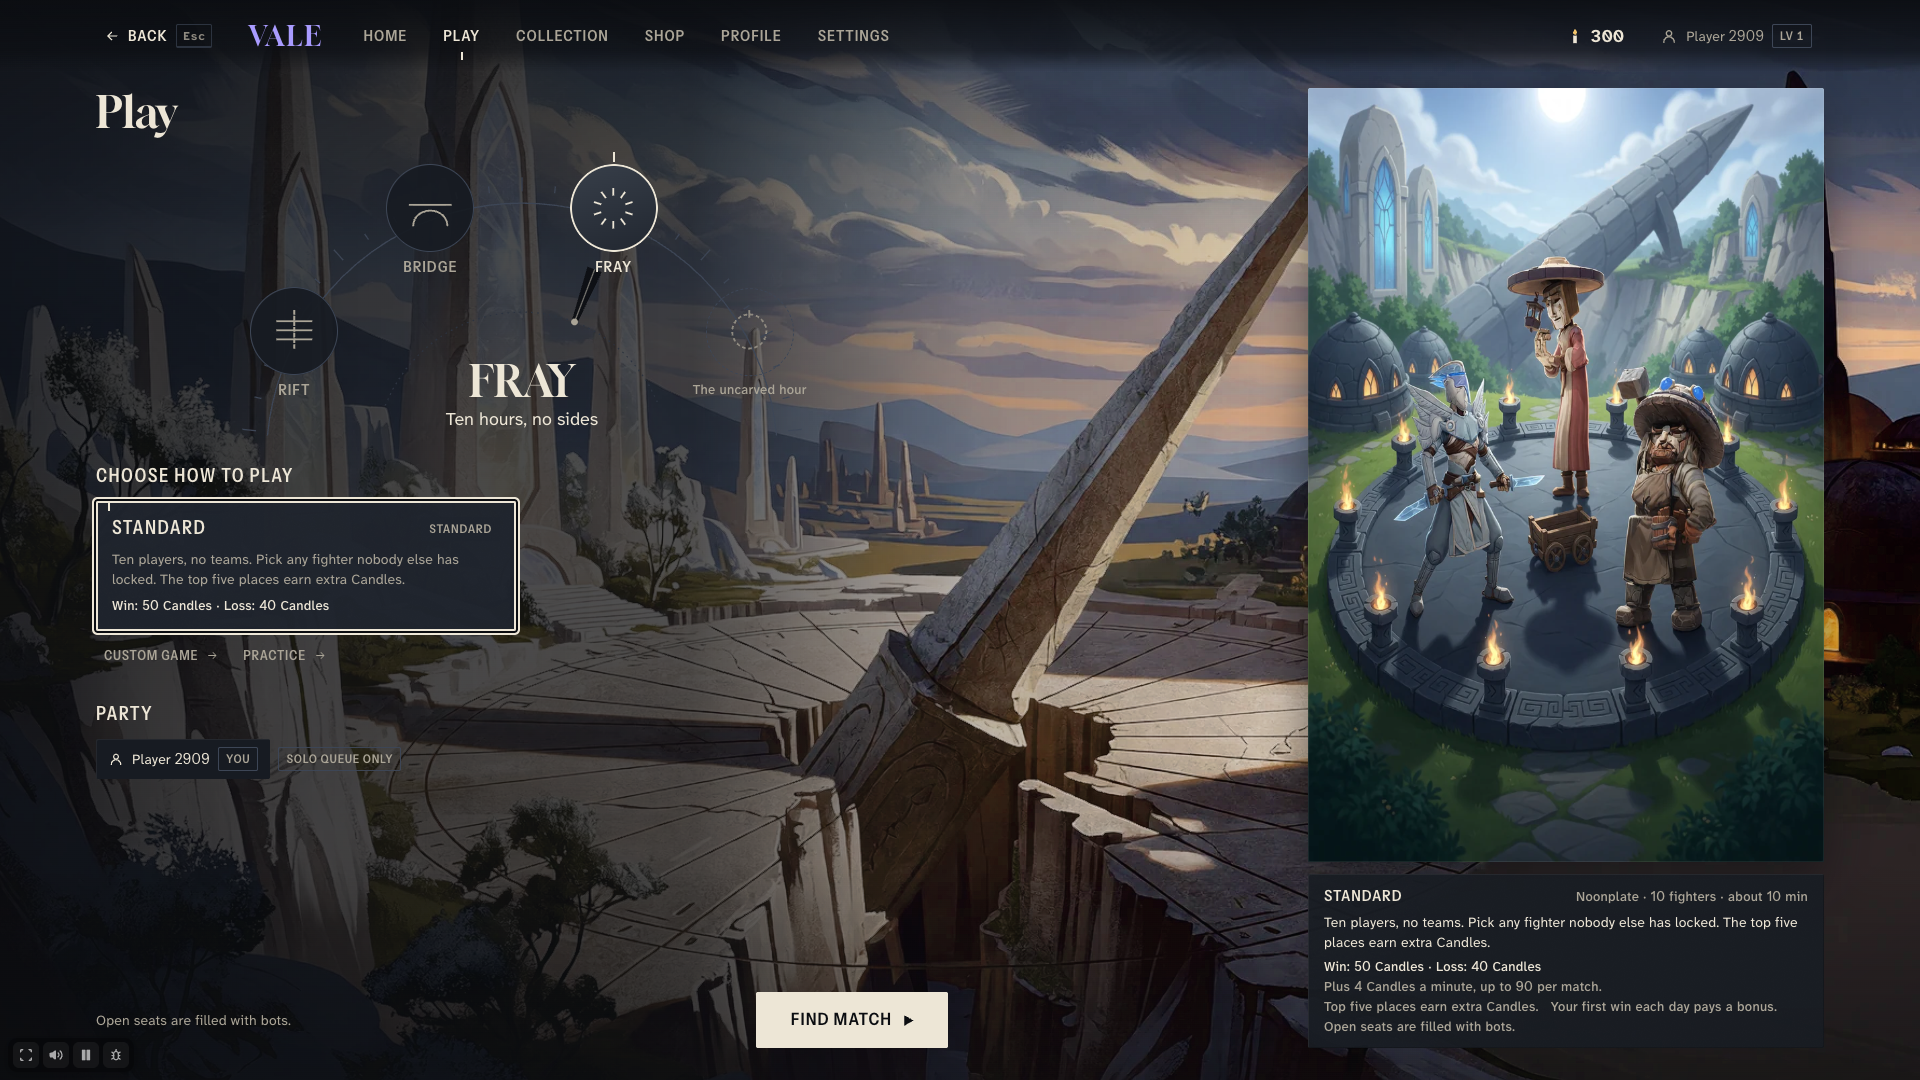 BACK Esc VALE HOME PLAY COLLECTION SHOP PROFILE SETTINGS 300 Player 2909 LV 1
Play
BRIDGE
FRAY
RIFT
The uncarved hour
FRAY
Ten hours, no sides
CHOOSE HOW TO PLAY
STANDARD STANDARD
Ten players, no teams. Pick any fighter nobody else has
locked. The top five places earn extra Candles.
Win: 50 Candles · Loss: 40 Candles
CUSTOM GAME → PRACTICE →
PARTY
Player 2909 YOU SOLO QUEUE ONLY
Open seats are filled with bots.
FIND MATCH
STANDARD Noonplate · 10 fighters · about 10 min
Ten players, no teams. Pick any fighter nobody else has locked. The top five
places earn extra Candles.
Win: 50 Candles · Loss: 40 Candles
Plus 4 Candles a minute, up to 90 per match.
Top five places earn extra Candles. Your first win each day pays a bonus.
Open seats are filled with bots.